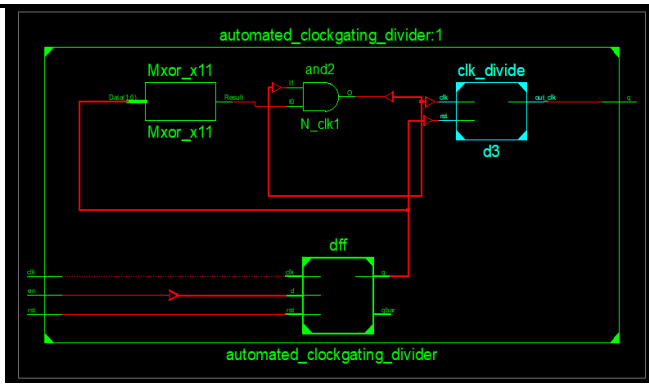 automated_clockgating_divider:1
Mxor_x11
and2
clk_divide
Data(1:0)
Result
I1
I0
O
clk
rst
out_clk
q
Mxor_x11
N_clk1
d3
dff
clk
en
rst
clk
d
rst
q
qbar
automated_clockgating_divider